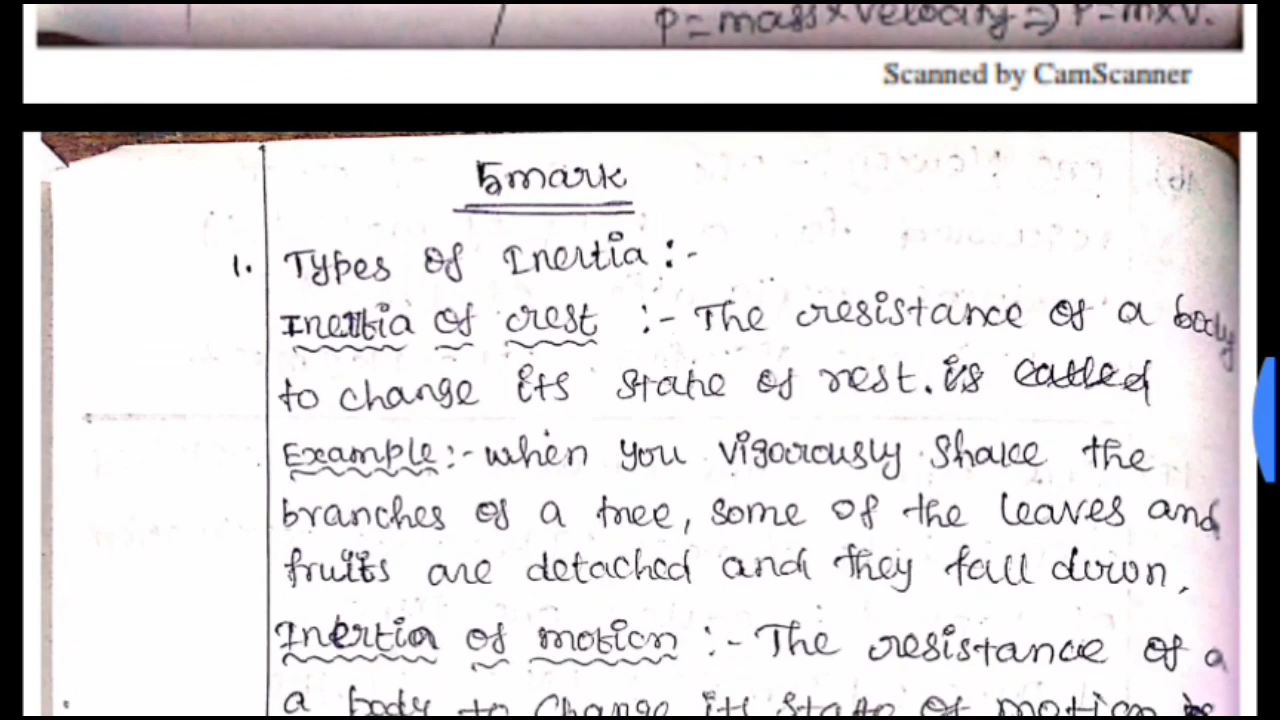 P=mass×velocity⇒ P=m×v.
Scanned by CamScanner
5mark
1. Types of Inertia :-
Inertia of rest :- The resistance of a body
to change its state of rest. is called
Example :- when you vigorously shake the
branches of a tree, some of the leaves and
fruits are detached and they fall down.
Inertia of motion :- The resistance of a
a body to change its state of motion is